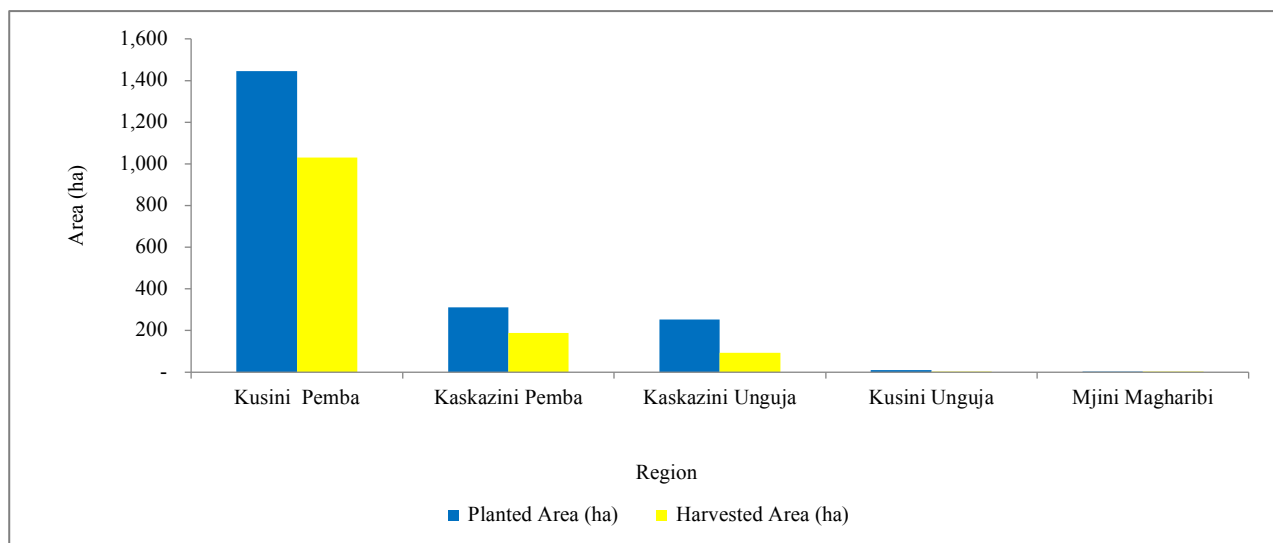 1,600
1,400
1,200
1,000
800
600
400
200
-
Area (ha)
Kusini Pemba Kaskazini Pemba Kaskazini Unguja Kusini Unguja Mjini Magharibi
Region
Planted Area (ha) Harvested Area (ha)